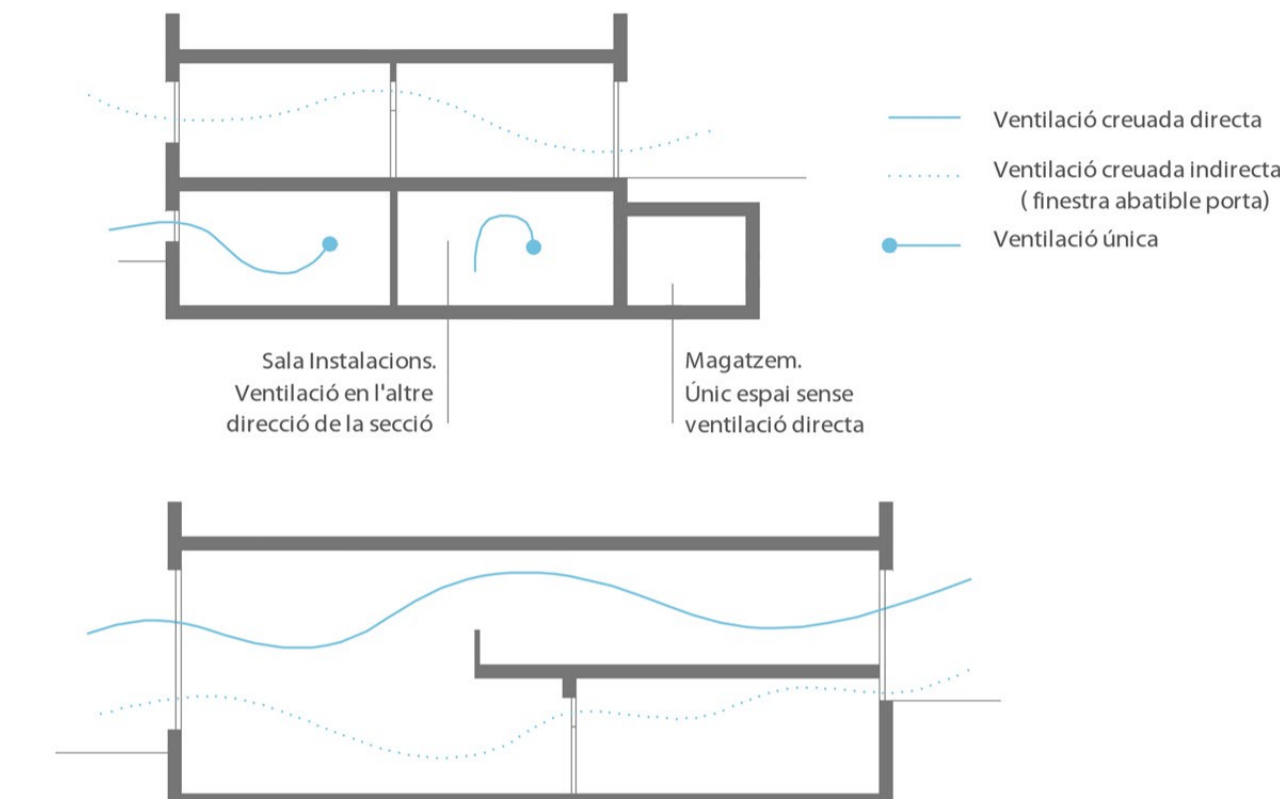 Ventilació creuada directa
Ventilació creuada indirecta
( finestra abatible porta)
Ventilació única
Sala Instalacions.
Ventilació en l'altre
direcció de la secció
Magatzem.
Únic espai sense
ventilació directa